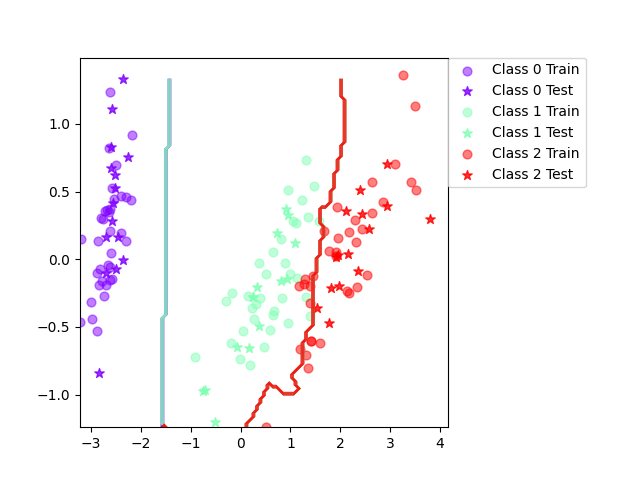 Class 0 Train
Class 0 Test
Class 1 Train
Class 1 Test
Class 2 Train
Class 2 Test
1.0
0.5
0.0
−0.5
−1.0
−3 −2 −1 0 1 2 3 4